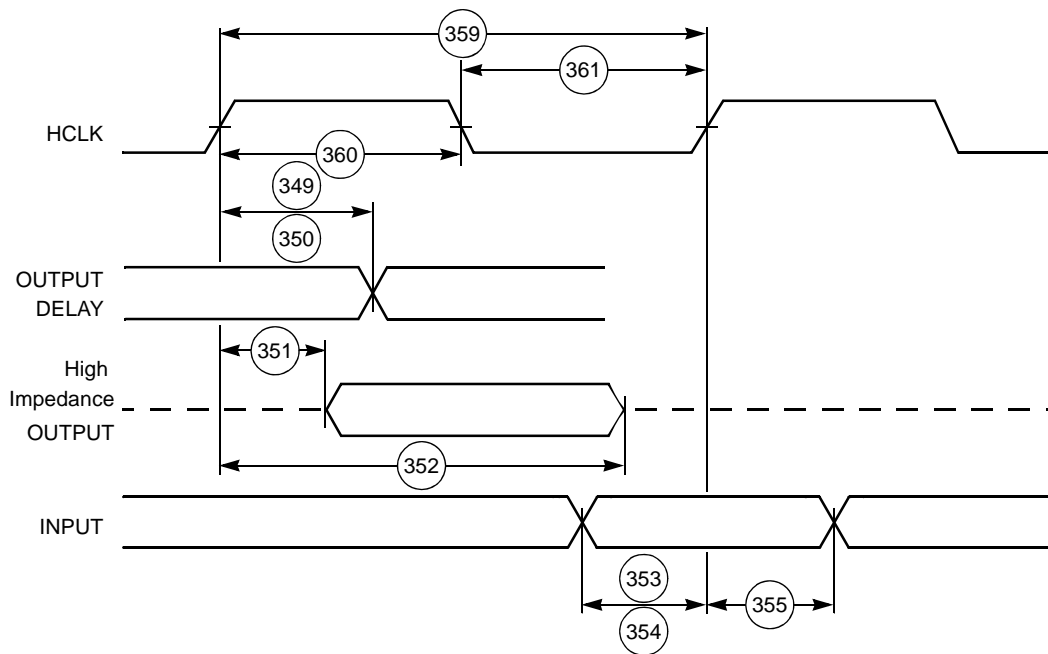 359
361
HCLK
360
349
350
OUTPUT
DELAY
351
High
Impedance
OUTPUT
352
INPUT
353
355
354